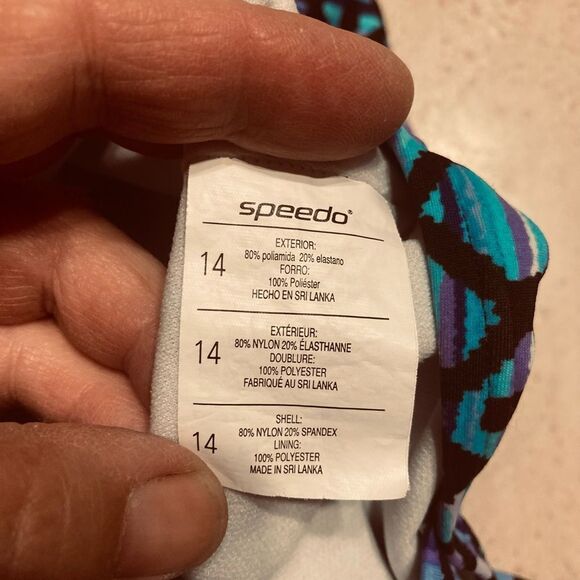 speedo®
EXTERIOR:
80% poliamida 20% elastano
14
FORRO:
100% Poliéster
HECHO EN SRI LANKA
EXTÉRIEUR:
80% NYLON 20% ÉLASTHANNE
14
DOUBLURE:
100% POLYESTER
FABRIQUÉ AU SRI LANKA
SHELL:
80% NYLON 20% SPANDEX
14
LINING:
100% POLYESTER
MADE IN SRI LANKA